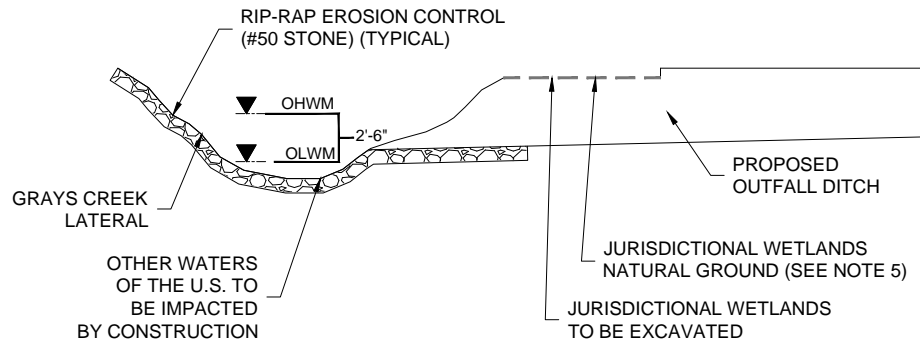 RIP-RAP EROSION CONTROL
(#50 STONE) (TYPICAL)
OHWM
2'-6"
OLWM
GRAYS CREEK
LATERAL
PROPOSED
OUTFALL DITCH
OTHER WATERS
OF THE U.S. TO
BE IMPACTED
BY CONSTRUCTION
JURISDICTIONAL WETLANDS
NATURAL GROUND (SEE NOTE 5)
JURISDICTIONAL WETLANDS
TO BE EXCAVATED